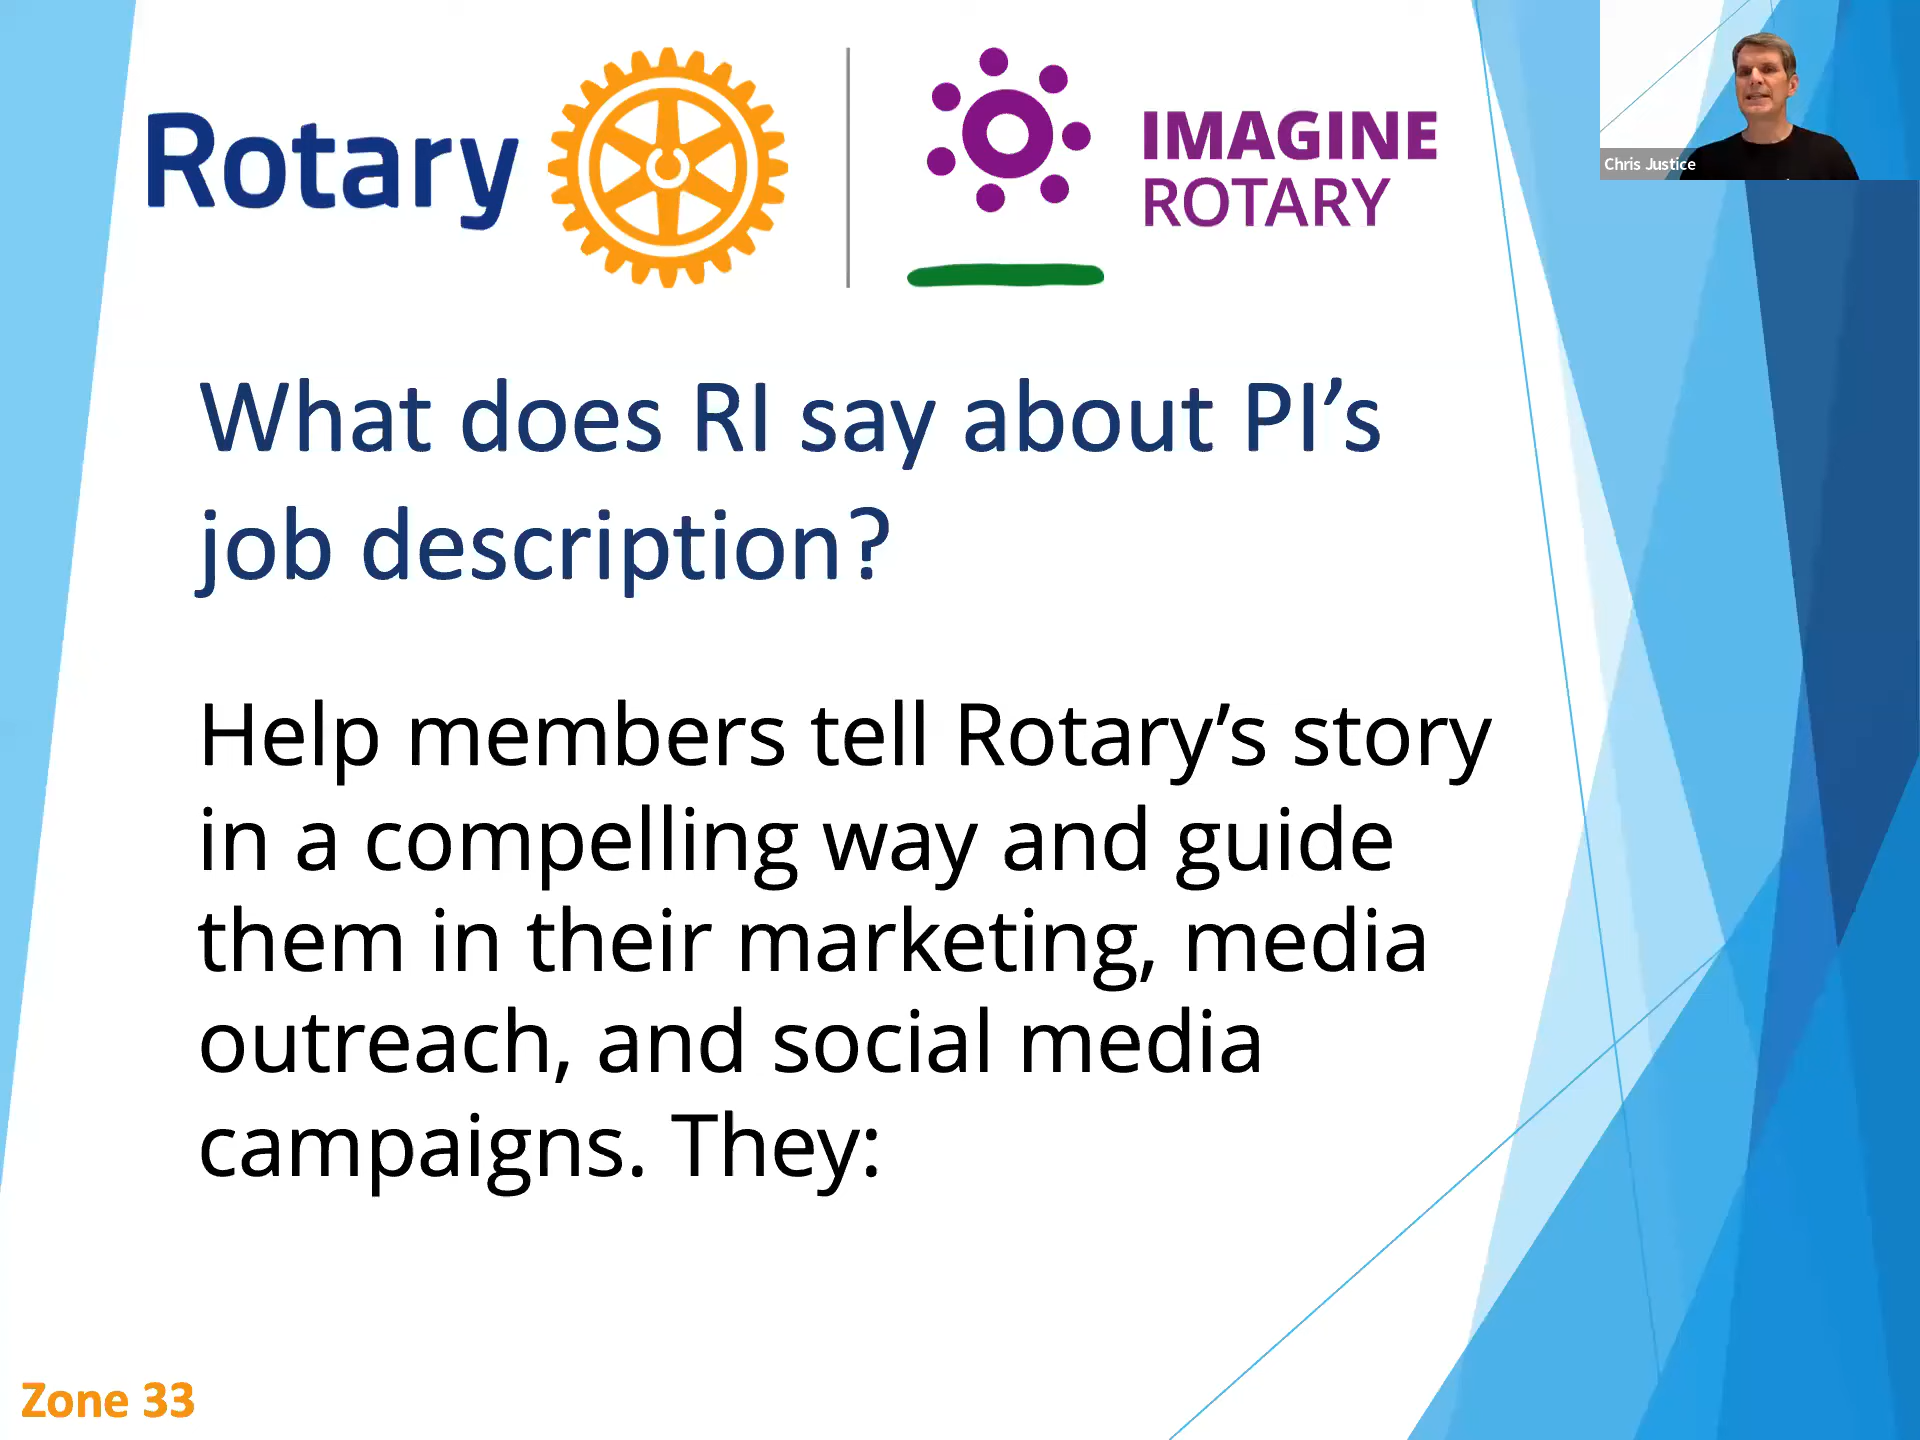 Rotary
IMAGINE
ROTARY
Chris Justice
What does RI say about PI’s
job description?
Help members tell Rotary’s story
in a compelling way and guide
them in their marketing, media
outreach, and social media
campaigns. They:
Zone 33